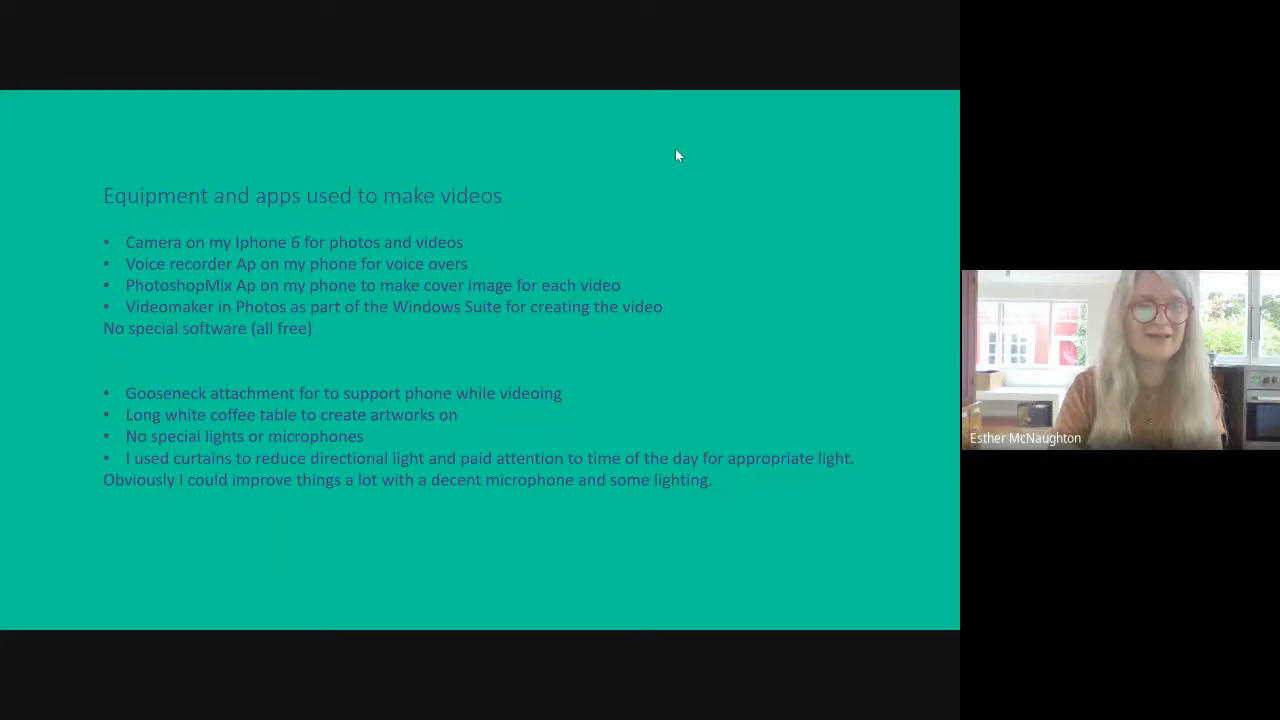 Equipment and apps used to make videos
• Camera on my Iphone 6 for photos and videos
• Voice recorder Ap on my phone for voice overs
• PhotoshopMix Ap on my phone to make cover image for each video
• Videomaker in Photos as part of the Windows Suite for creating the video
No special software (all free)
• Gooseneck attachment for to support phone while videoing
• Long white coffee table to create artworks on
• No special lights or microphones
• I used curtains to reduce directional light and paid attention to time of the day for appropriate light.
Obviously I could improve things a lot with a decent microphone and some lighting.
Esther McNaughton